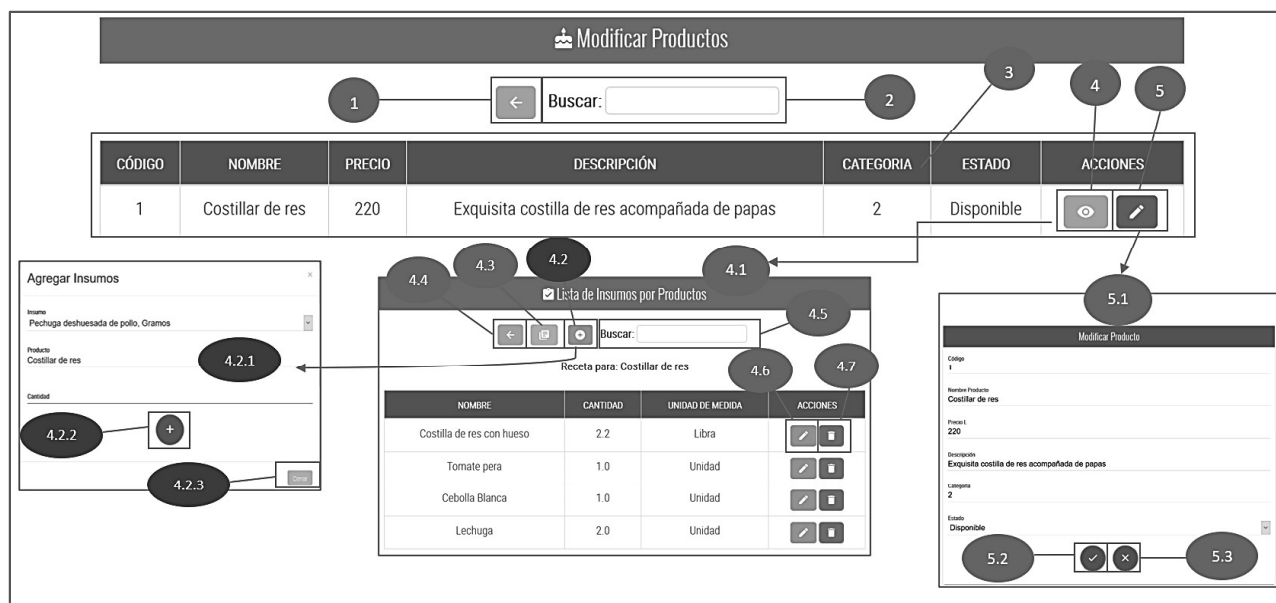 Modificar Productos
1
Buscar:
2
3
4
5
CÓDIGO NOMBRE PRECIO DESCRIPCIÓN CATEGORIA ESTADO ACCIONES
1 Costillar de res 220 Exquisita costilla de res acompañada de papas 2 Disponible
Agregar Insumos
×
Insumo
Pechuga deshuesada de pollo, Gramos
Producto
Costillar de res
4.2.1
Cantidad
4.2.2
+
4.2.3
Cerrar
4.4
4.3
4.2
4.1
Lista de Insumos por Productos
Buscar:
4.5
Receta para: Costillar de res
4.6
4.7
NOMBRE CANTIDAD UNIDAD DE MEDIDA ACCIONES
Costilla de res con hueso 2.2 Libra
Tomate pera 1.0 Unidad
Cebolla Blanca 1.0 Unidad
Lechuga 2.0 Unidad
5.1
Modificar Producto
Código
1
Nombre Producto
Costillar de res
Precio L
220
Descripción
Exquisita costilla de res acompañada de papas
Categoria
2
Estado
Disponible
5.2
5.3